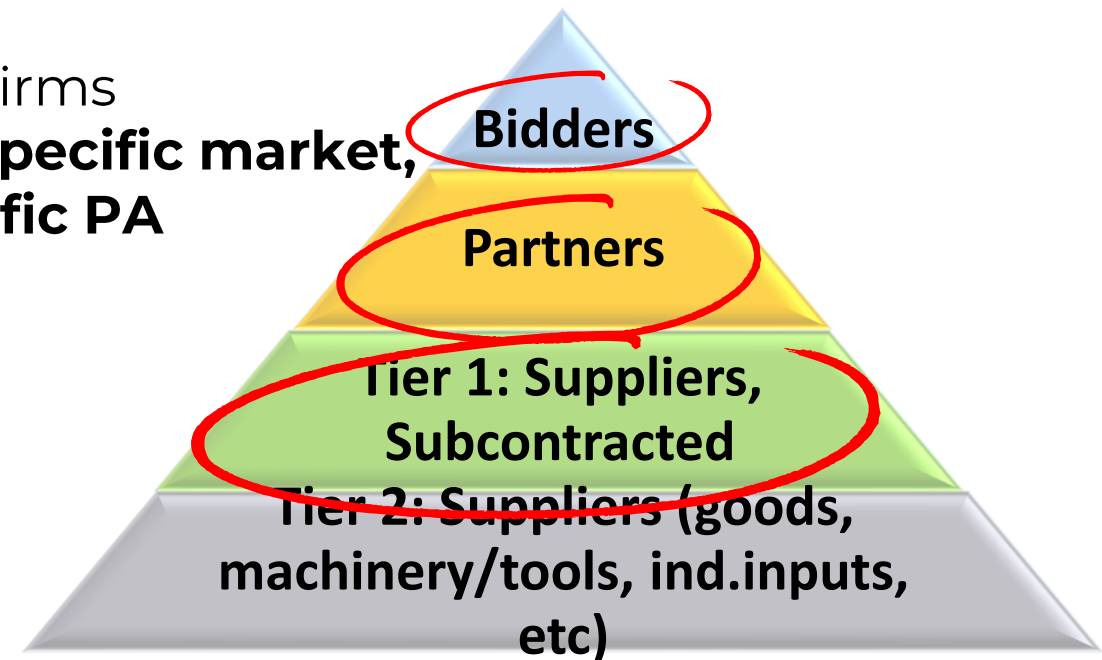 irms
pecific market,
fic PA
Bidders
Partners
Tier 1: Suppliers,
Subcontracted
Tier 2: Suppliers (goods,
machinery/tools, ind.inputs,
etc)